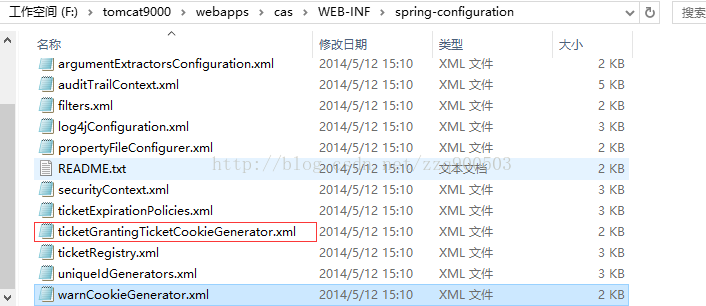 工作空间 (F:) › tomcat9000 › webapps › cas › WEB-INF › spring-configuration 搜索
名称 修改日期 类型 大小
argumentExtractorsConfiguration.xml 2014/5/12 15:10 XML 文件 2 KB
auditTrailContext.xml 2014/5/12 15:10 XML 文件 5 KB
filters.xml 2014/5/12 15:10 XML 文件 2 KB
log4jConfiguration.xml 2014/5/12 15:10 XML 文件 3 KB
propertyFileConfigurer.xml 2014/5/12 15:10 XML 文件 2 KB
README.txt 2014/5/12 15:10 文本文档 2 KB
http://blog.csdn.net/zzq900503
securityContext.xml 2014/5/12 15:10 XML 文件 3 KB
ticketExpirationPolicies.xml 2014/5/12 15:10 XML 文件 3 KB
ticketGrantingTicketCookieGenerator.xml 2014/5/12 15:10 XML 文件 2 KB
ticketRegistry.xml 2014/5/12 15:10 XML 文件 3 KB
uniqueIdGenerators.xml 2014/5/12 15:10 XML 文件 3 KB
warnCookieGenerator.xml 2014/5/12 15:10 XML 文件 2 KB